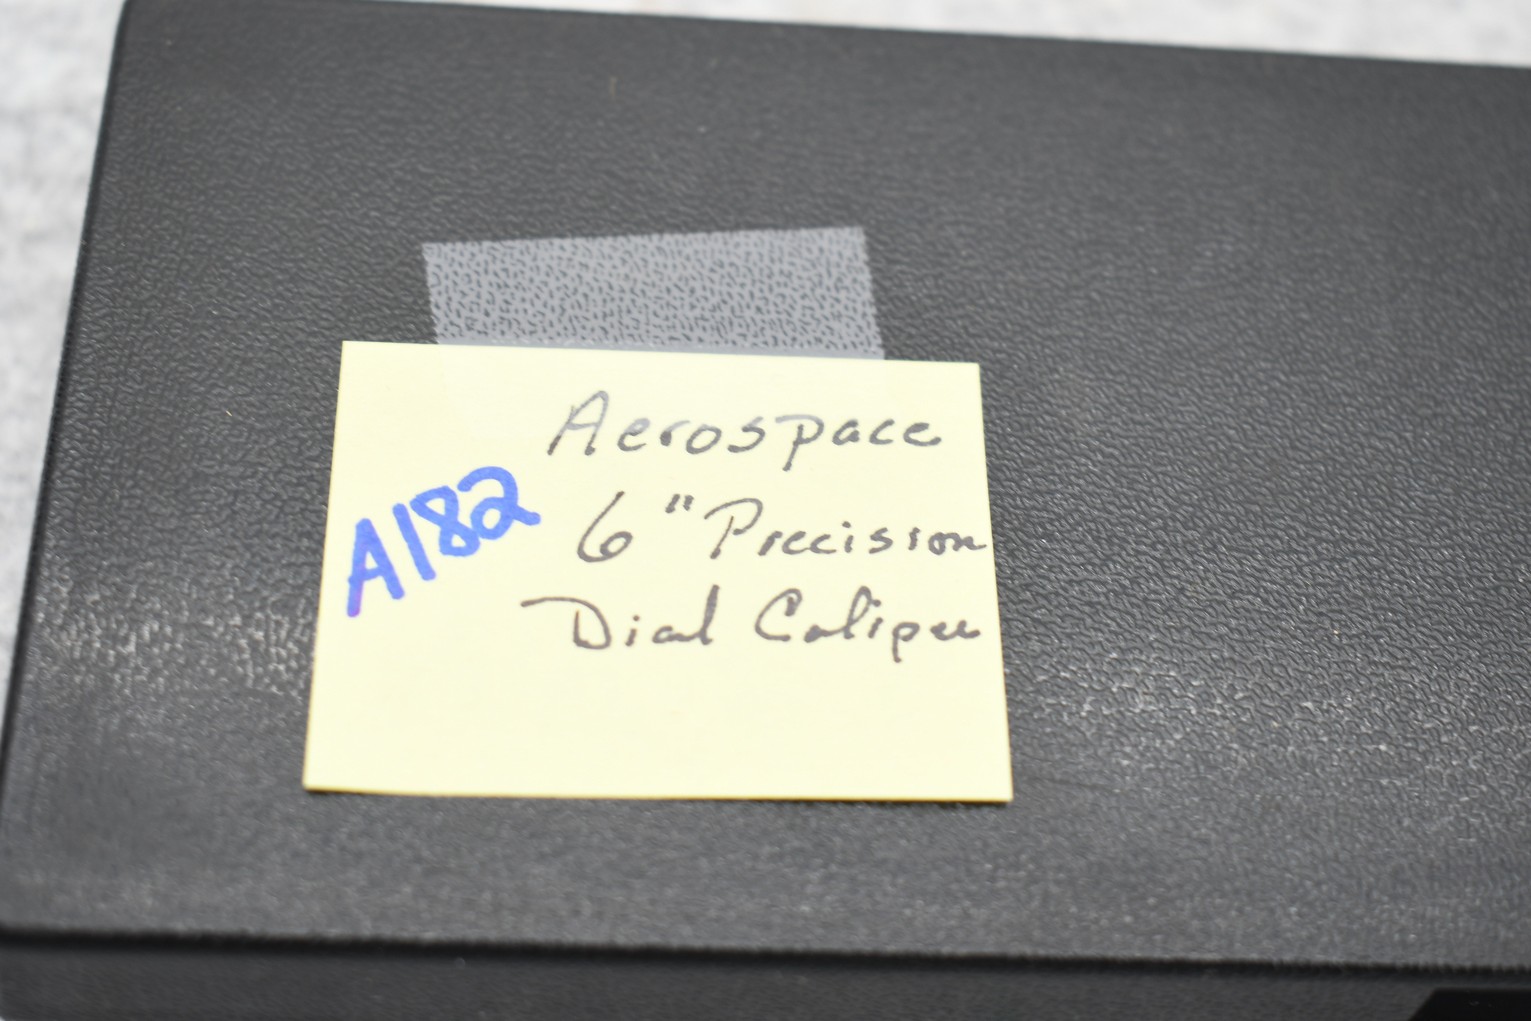 Aerospace
A182
6" Precision
Dial Caliper